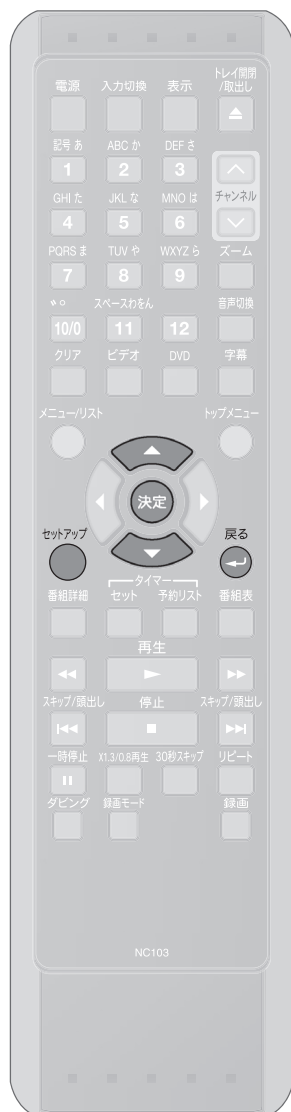 電源 入力切換 表示 トレイ開閉/取出し
記号 あ ABC か DEF さ
1 2 3
GHI た JKL な MNO は チャンネル
4 5 6
PQRS ま TUV や WXYZ ら ズーム
7 8 9
゛゜ スペースわをん 音声切換
10/0 11 12
クリア ビデオ DVD 字幕
メニュー/リスト トップメニュー
決定
セットアップ 戻る
タイマー
番組詳細 セット 予約リスト 番組表
再生
スキップ/頭出し 停止 スキップ/頭出し
一時停止 X1.3/0.8再生 30秒スキップ リピート
ダビング 録画モード 録画
NC103